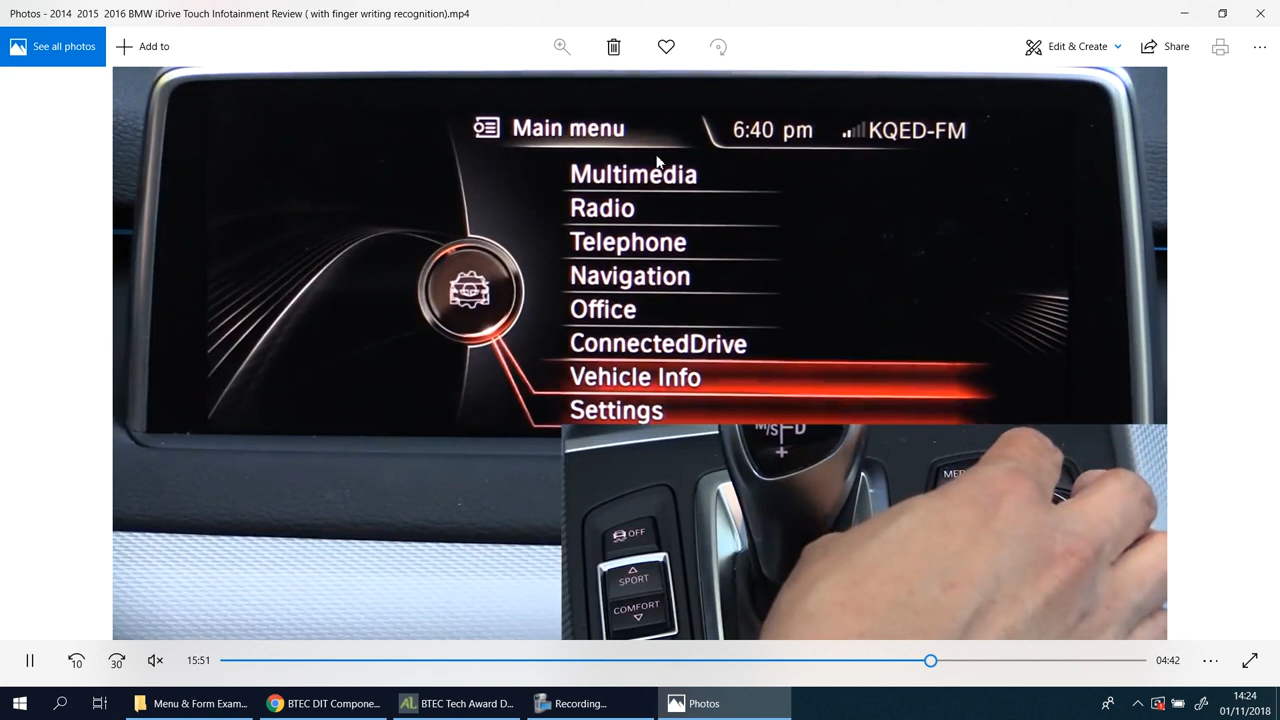 Photos - 2014 2015 2016 BMW iDrive Touch Infotainment Review ( with finger writing recognition).mp4
See all photos
Add to
Edit & Create
Share
Main menu
6:40 pm
KQED-FM
Multimedia
Radio
Telephone
Navigation
Office
ConnectedDrive
Vehicle Info
Settings
M/S D
+
OFF
SPORT
COMFORT
10
30
15:51
04:42
Menu & Form Exam...
BTEC DIT Compone...
BTEC Tech Award D...
Recording...
Photos
14:24
01/11/2018